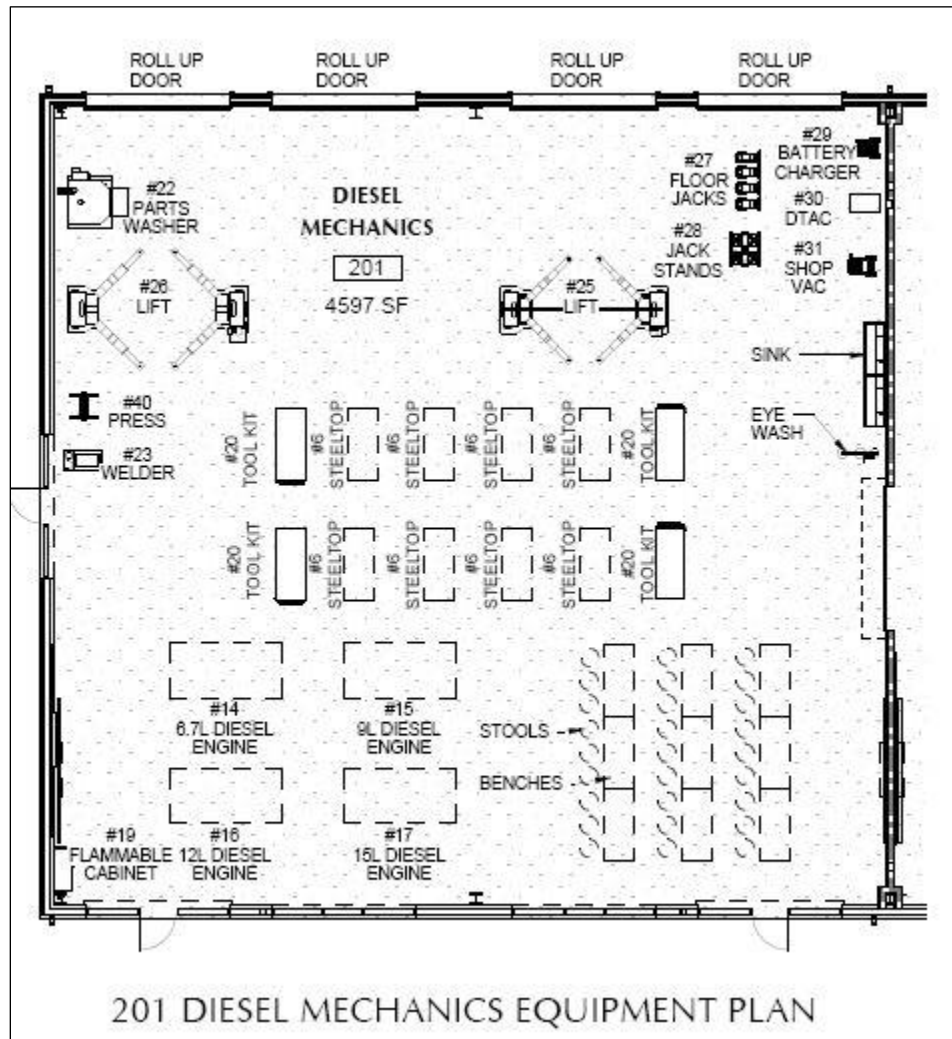 ROLL UP
DOOR
ROLL UP
DOOR
ROLL UP
DOOR
ROLL UP
DOOR
#22
PARTS
WASHER
DIESEL
MECHANICS
201
4597 SF
#27
FLOOR
JACKS
#28
JACK
STANDS
#29
BATTERY
CHARGER
#30
DTAC
#31
SHOP
VAC
#26
LIFT
#25
LIFT
SINK
EYE
WASH
#40
PRESS
#23
WELDER
#20
TOOL KIT
#6
STEELTOP
#6
STEELTOP
#6
STEELTOP
#6
STEELTOP
#20
TOOL KIT
#20
TOOL KIT
#6
STEELTOP
#6
STEELTOP
#6
STEELTOP
#6
STEELTOP
#20
TOOL KIT
#14
6.7L DIESEL
ENGINE
#15
9L DIESEL
ENGINE
STOOLS
BENCHES
#19
FLAMMABLE
CABINET
#16
12L DIESEL
ENGINE
#17
15L DIESEL
ENGINE
201 DIESEL MECHANICS EQUIPMENT PLAN